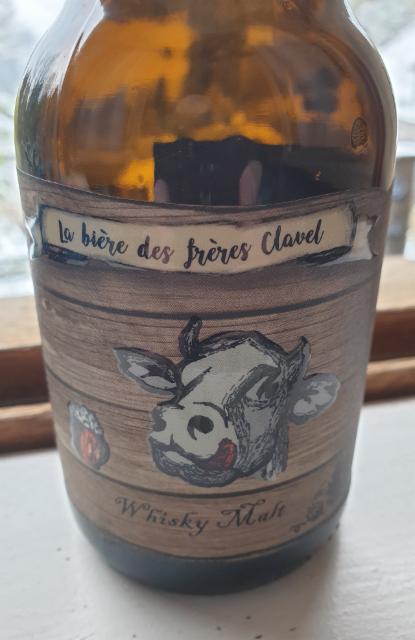 La bière des frères Clavel
Whisky Malt